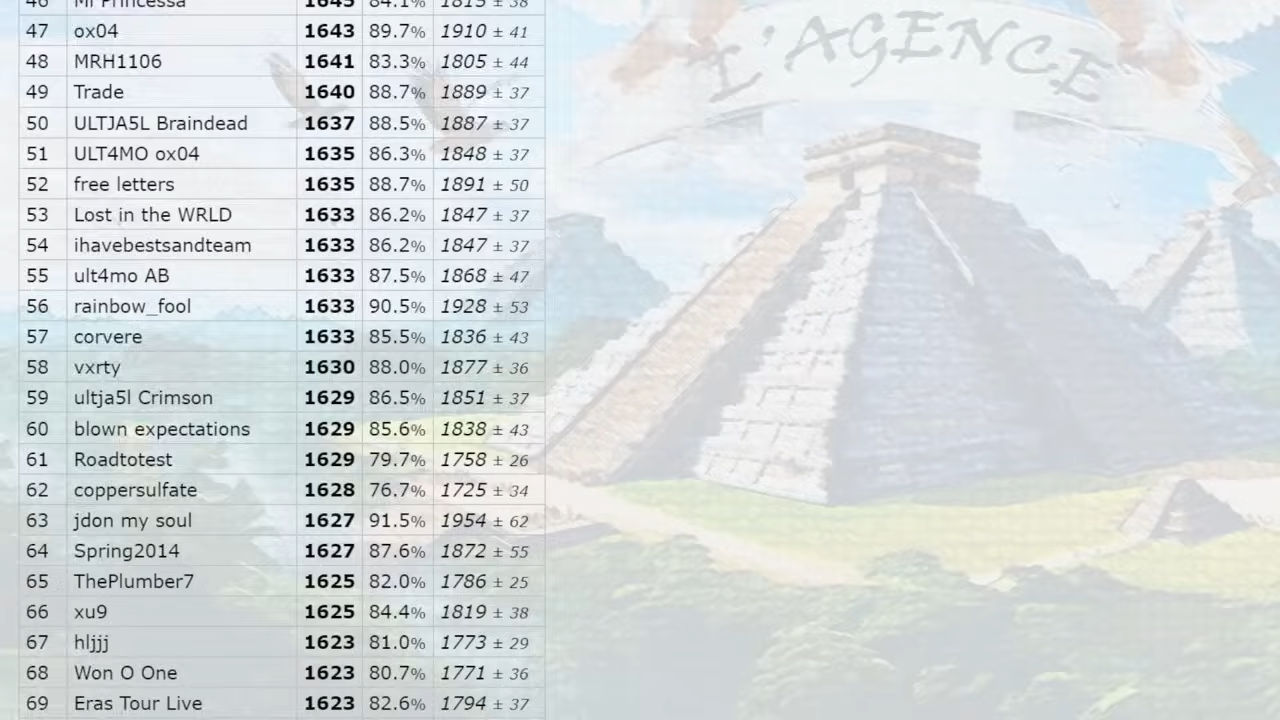 46 Mr Princessa 1645 84.1% 1815 ± 38
L'AGENCE
47 ox04 1643 89.7% 1910 ± 41
48 MRH1106 1641 83.3% 1805 ± 44
49 Trade 1640 88.7% 1889 ± 37
50 ULTJA5L Braindead 1637 88.5% 1887 ± 37
51 ULT4MO ox04 1635 86.3% 1848 ± 37
52 free letters 1635 88.7% 1891 ± 50
53 Lost in the WRLD 1633 86.2% 1847 ± 37
54 ihavebestsandteam 1633 86.2% 1847 ± 37
55 ult4mo AB 1633 87.5% 1868 ± 47
56 rainbow_fool 1633 90.5% 1928 ± 53
57 corvere 1633 85.5% 1836 ± 43
58 vxrty 1630 88.0% 1877 ± 36
59 ultja5l Crimson 1629 86.5% 1851 ± 37
60 blown expectations 1629 85.6% 1838 ± 43
61 Roadtotest 1629 79.7% 1758 ± 26
62 coppersulfate 1628 76.7% 1725 ± 34
63 jdon my soul 1627 91.5% 1954 ± 62
64 Spring2014 1627 87.6% 1872 ± 55
65 ThePlumber7 1625 82.0% 1786 ± 25
66 xu9 1625 84.4% 1819 ± 38
67 hljjj 1623 81.0% 1773 ± 29
68 Won O One 1623 80.7% 1771 ± 36
69 Eras Tour Live 1623 82.6% 1794 ± 37